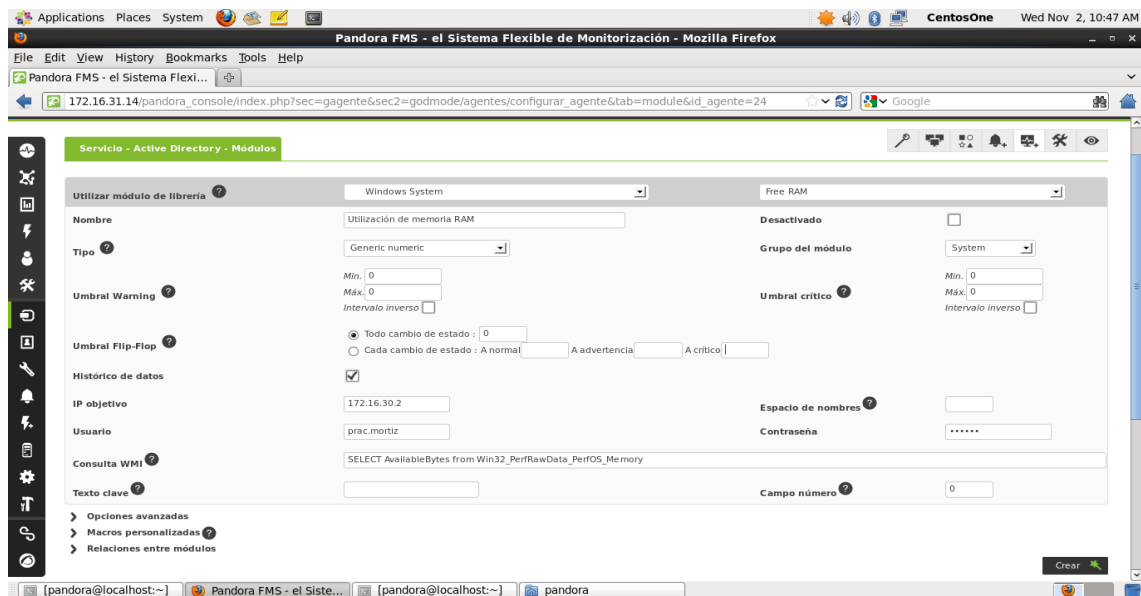 Applications Places System CentosOne Wed Nov 2, 10:47 AM
Pandora FMS - el Sistema Flexible de Monitorización - Mozilla Firefox
File Edit View History Bookmarks Tools Help
Pandora FMS - el Sistema Flexi...
172.16.31.14/pandora_console/index.php?sec=gagente&sec2=godmode/agentes/configurar_agente&tab=module&id_agente=24 Google
Servicio - Active Directory - Módulos
Utilizar módulo de librería ? Windows System Free RAM
Nombre Utilización de memoria RAM Desactivado
Tipo ? Generic numeric Grupo del módulo System
Umbral Warning ? Min. 0 Umbral crítico ? Min. 0
Máx. 0 Máx. 0
Intervalo inverso Intervalo inverso
Umbral Flip-Flop ? Todo cambio de estado : 0
Cada cambio de estado : A normal A advertencia A crítico
Histórico de datos
IP objetivo 172.16.30.2 Espacio de nombres ?
Usuario prac.mortiz Contraseña ••••••
Consulta WMI ? SELECT AvailableBytes from Win32_PerfRawData_PerfOS_Memory
Texto clave ? Campo número ? 0
Opciones avanzadas
Macros personalizadas ?
Relaciones entre módulos
Crear
[pandora@localhost:~] Pandora FMS - el Siste... [pandora@localhost:~] pandora